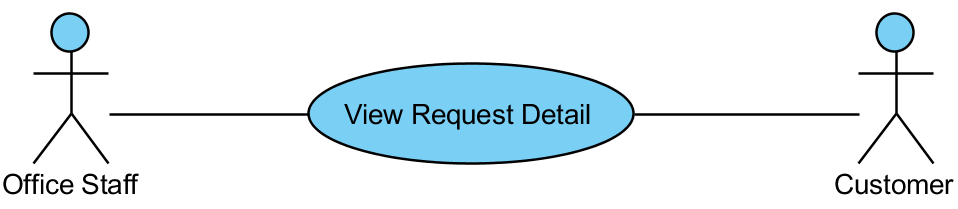 View Request Detail
Office Staff
Customer